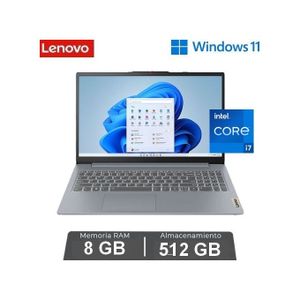 Lenovo
Windows 11
intel
CORE
i7
Memoria RAM
8 GB
Almacenamiento
512 GB